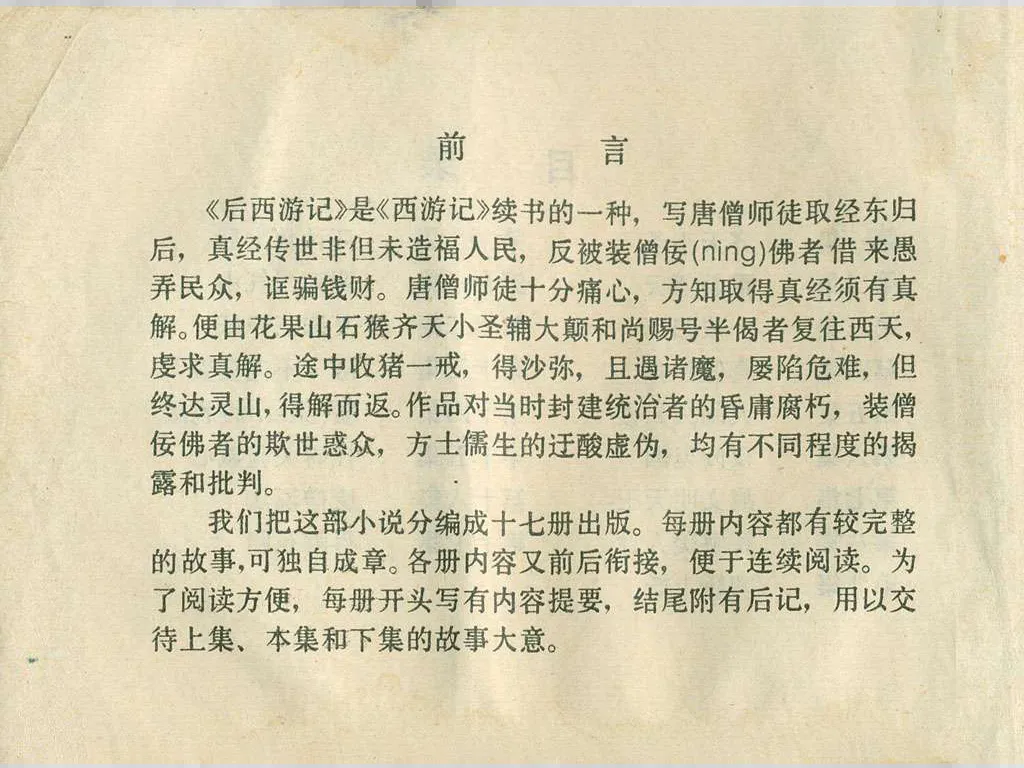 前言
《后西游记》是《西游记》续书的一种，写唐僧师徒取经东归
后，真经传世非但未造福人民，反被装僧佞(nìng)佛者借来愚
弄民众，诓骗钱财。唐僧师徒十分痛心，方知取得真经须有真
解。便由花果山石猴齐天小圣辅大颠和尚赐号半偈者复往西天，
虔求真解。途中收猪一戒，得沙弥，且遇诸魔，屡陷危难，但
终达灵山，得解而返。作品对当时封建统治者的昏庸腐朽，装僧
佞佛者的欺世惑众，方士儒生的迂酸虚伪，均有不同程度的揭
露和批判。
我们把这部小说分编成十七册出版。每册内容都有较完整
的故事，可独自成章。各册内容又前后衔接，便于连续阅读。为
了阅读方便，每册开头写有内容提要，结尾附有后记，用以交
待上集、本集和下集的故事大意。